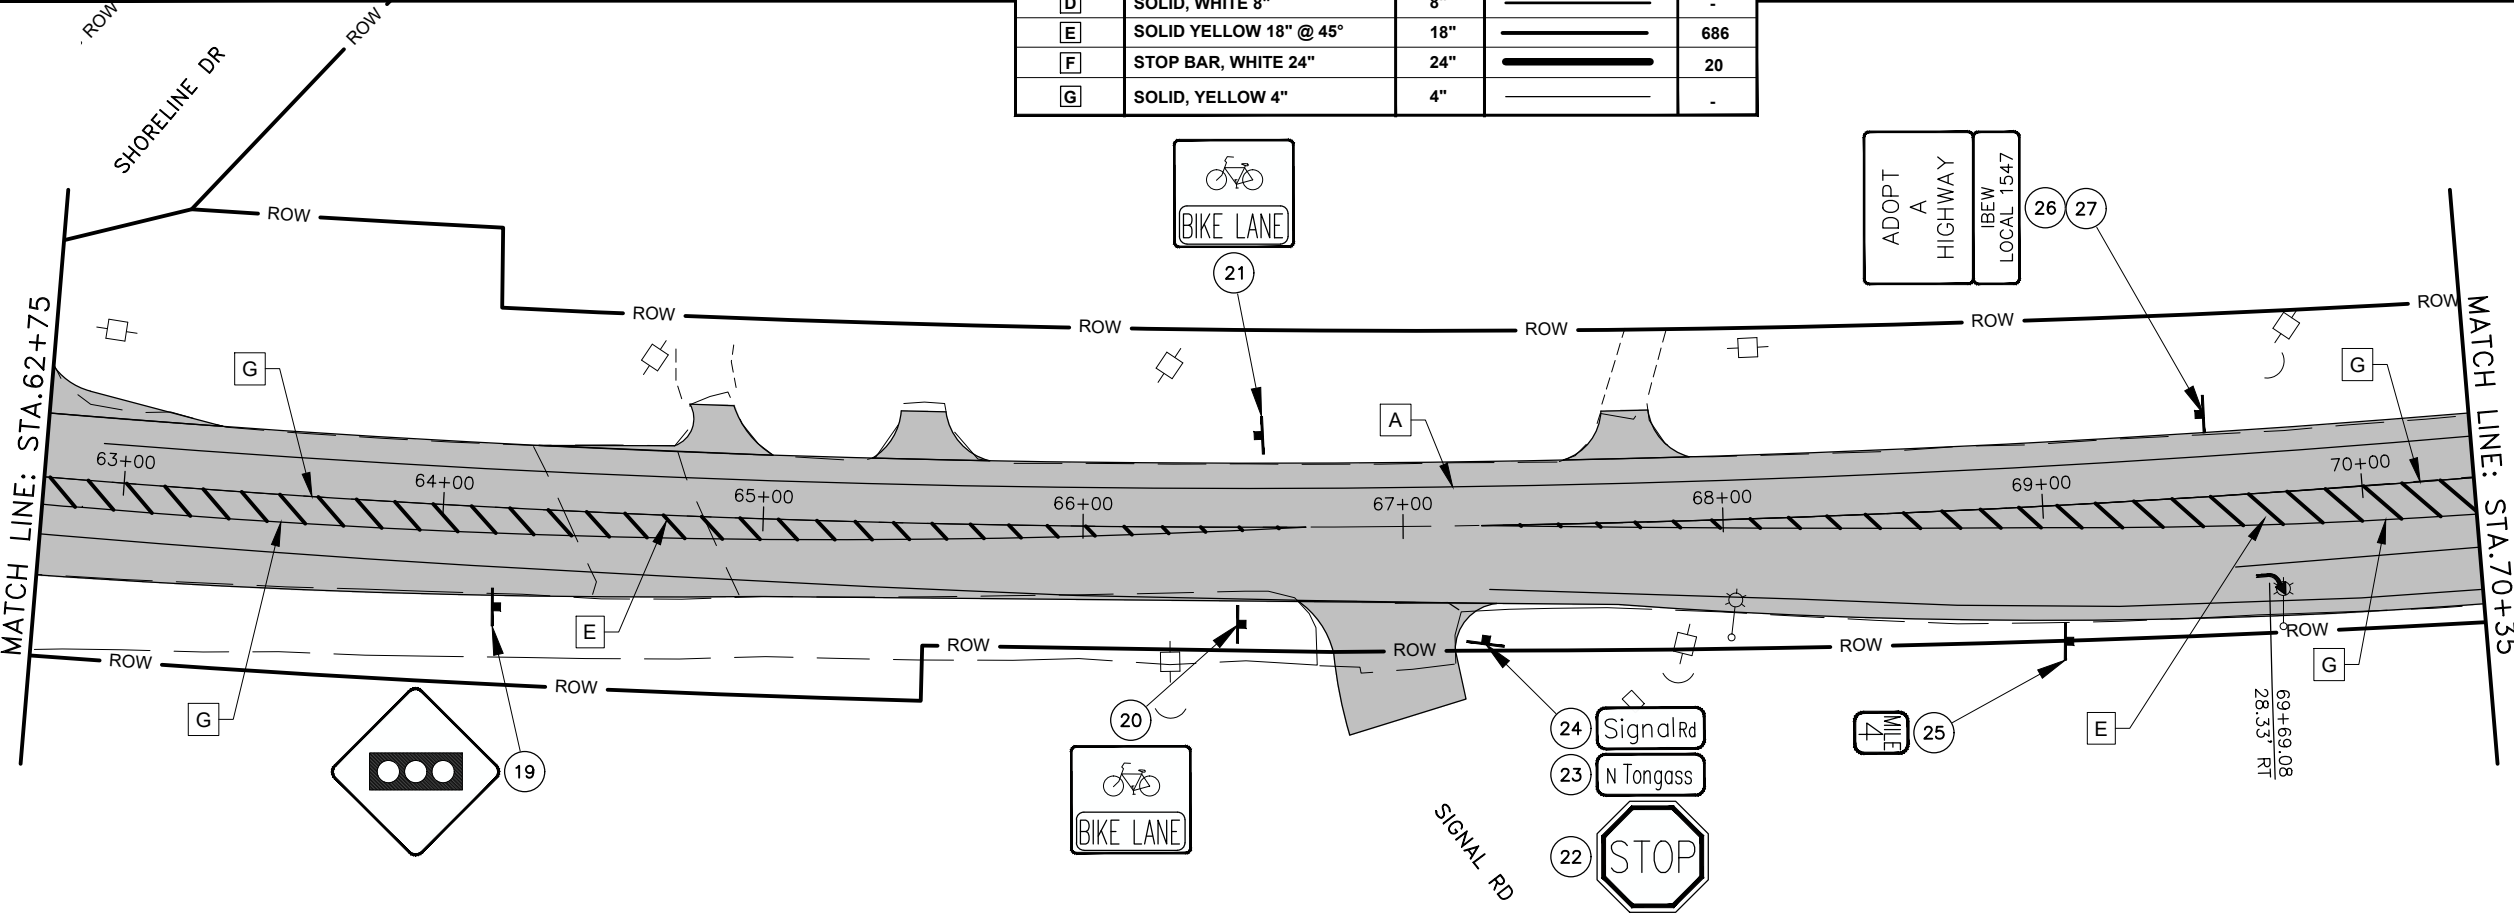 D SOLID, WHITE 8" 8" -
E SOLID YELLOW 18" @ 45° 18" 686
F STOP BAR, WHITE 24" 24" 20
G SOLID, YELLOW 4" 4" -
ROW
ROW
SHORELINE DR
ROW
ROW
ROW
ROW
ROW
ROW
BIKE LANE
21
ADOPT
A
HIGHWAY
IBEW
LOCAL 1547
26 27
MATCH LINE: STA.62+75
MATCH LINE: STA.70+35
G
A
G
63+00
64+00
65+00
66+00
67+00
68+00
69+00
70+00
E
G
ROW
ROW
ROW
ROW
ROW
ROW
19
20
BIKE LANE
24
Signal Rd
23
N Tongass
22
STOP
SIGNAL RD
MILE
4
25
E
G
69+69.08
28.33' RT